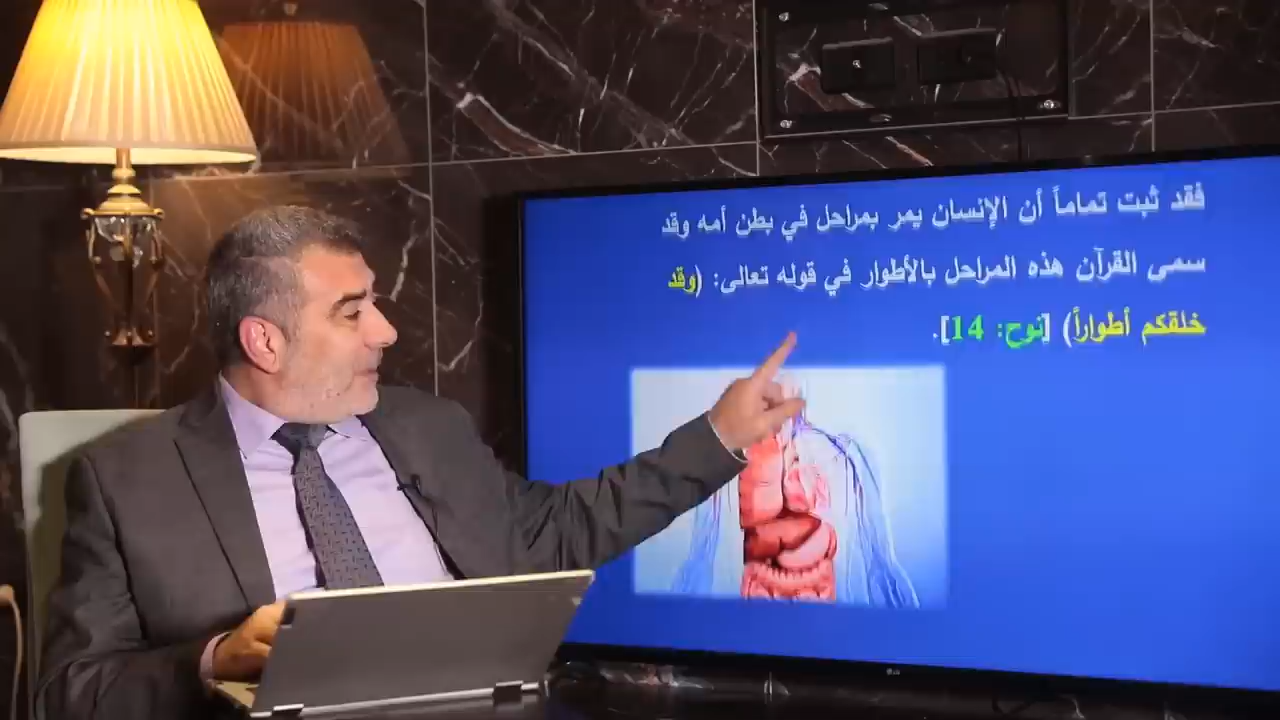 فقد ثبت تماماً أن الإنسان يمر بمراحل في بطن أمه وقد
سمى القرآن هذه المراحل بالأطوار في قوله تعالى: (وقد
خلقكم أطواراً) [نوح: 14].
LG